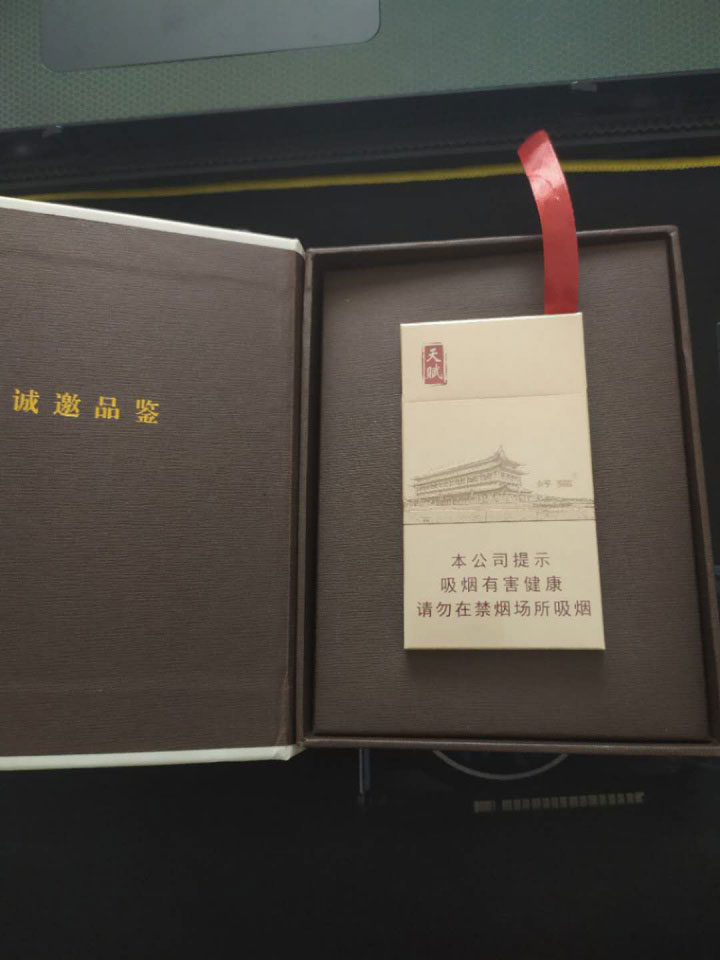 诚邀品鉴
天赋
本公司提示
吸烟有害健康
请勿在禁烟场所吸烟